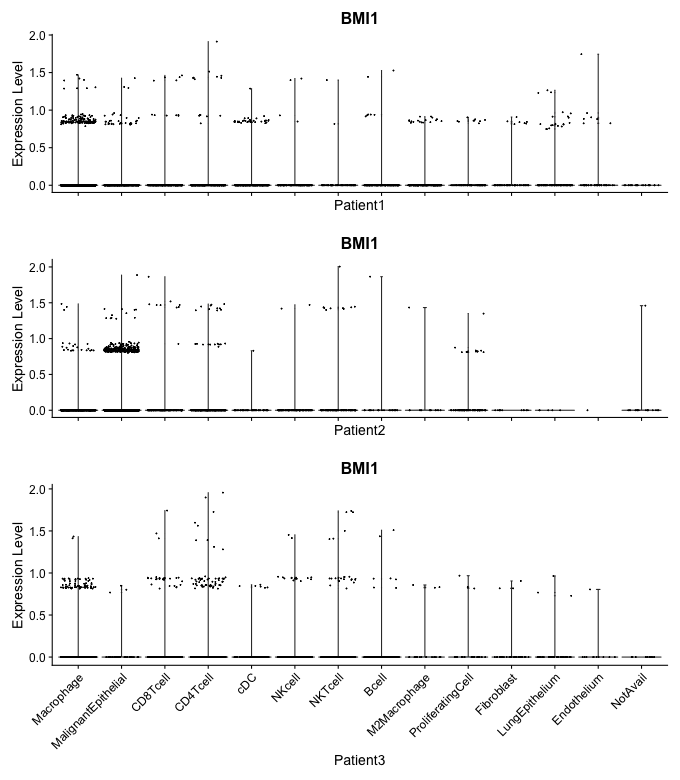 BMI1
Expression Level
2.0
1.5
1.0
0.5
0.0
Patient1
BMI1
Expression Level
2.0
1.5
1.0
0.5
0.0
Patient2
BMI1
Expression Level
2.0
1.5
1.0
0.5
0.0
Macrophage
MalignantEpithelial
CD8Tcell
CD4Tcell
cDC
NKcell
NKTcell
Bcell
M2Macrophage
ProliferatingCell
Fibroblast
LungEpithelium
Endothelium
NotAvail
Patient3